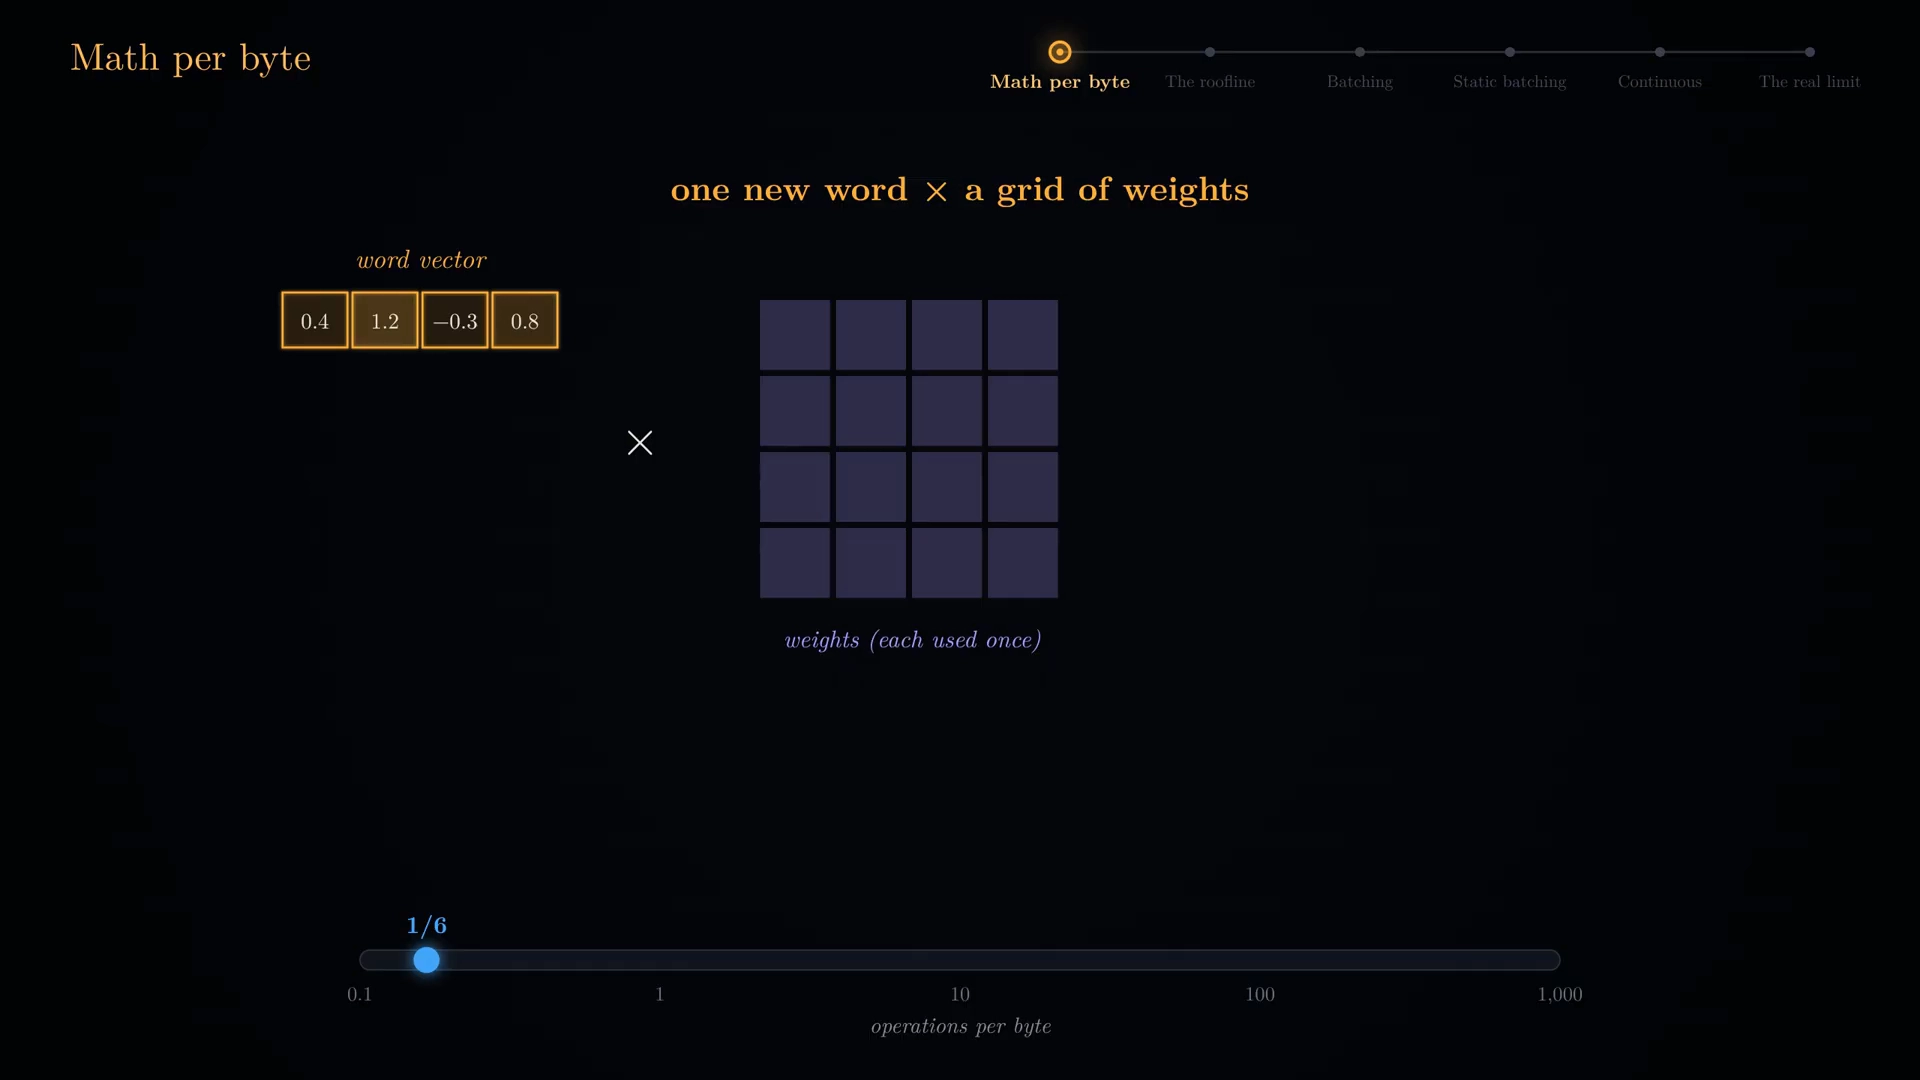 Math per byte
Math per byte
The roofline
Batching
Static batching
Continuous
The real limit
one new word × a grid of weights
word vector
0.4 1.2 −0.3 0.8
×
weights (each used once)
1/6
0.1 1 10 100 1,000
operations per byte